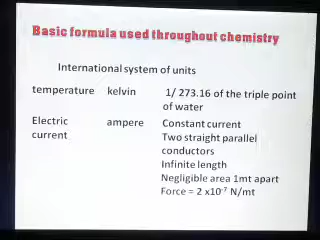 Basic formula used throughout chemistry
International system of units
temperature kelvin 1/ 273.16 of the triple point
of water
Electric ampere Constant current
current Two straight parallel
conductors
Infinite length
Negligible area 1mt apart
Force = 2 x10⁻⁷ N/mt